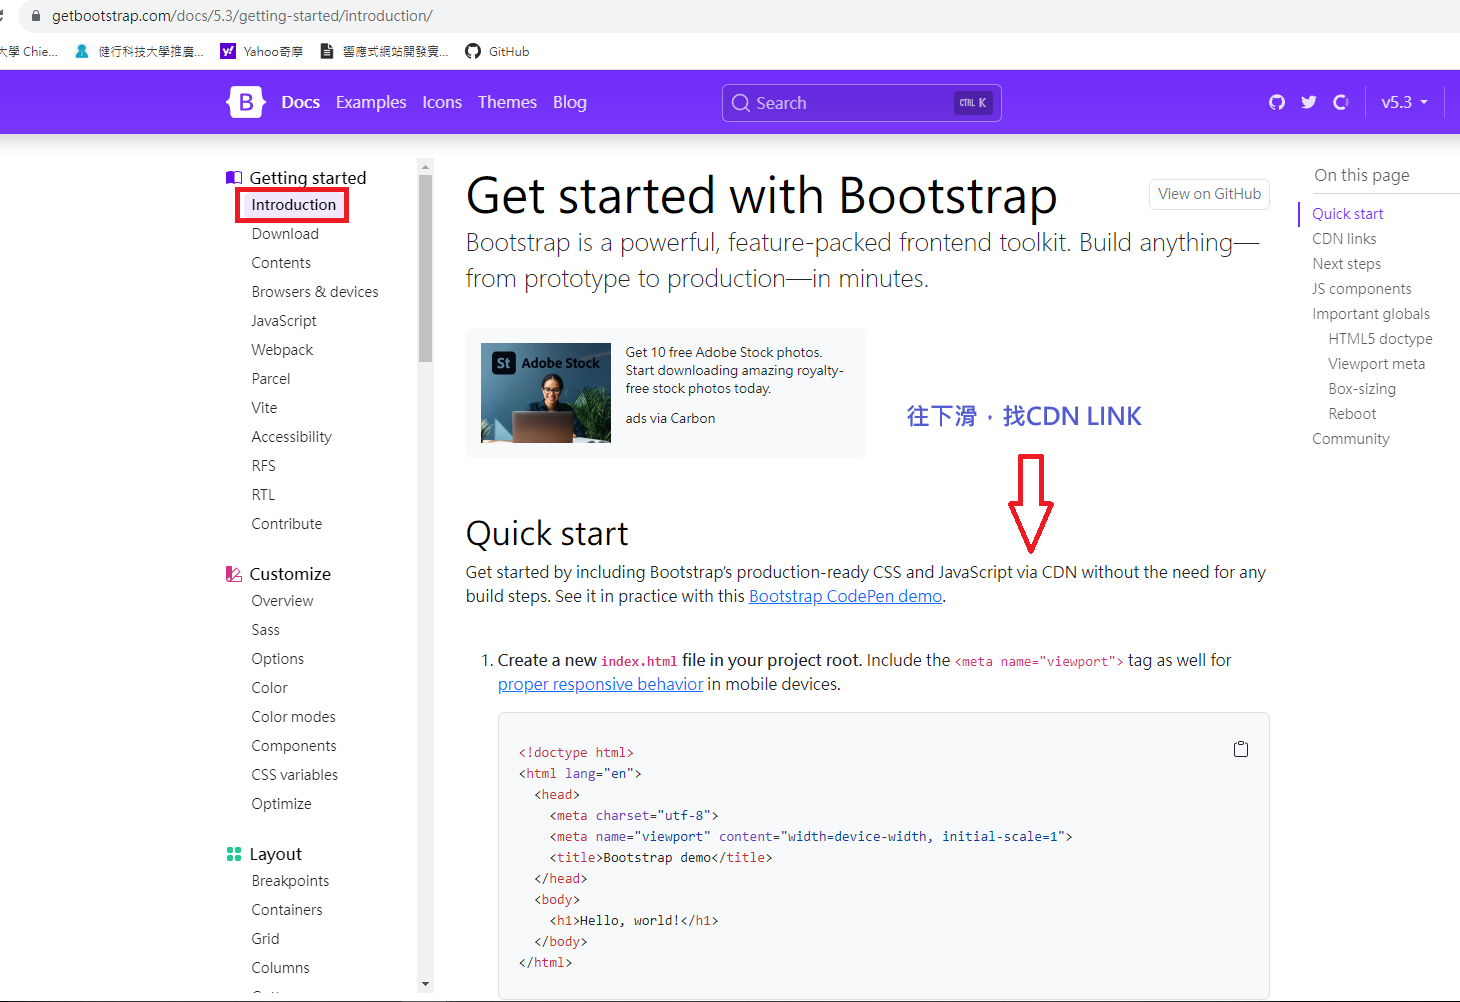 getbootstrap.com/docs/5.3/getting-started/introduction/
大學 Chie...
健行科技大學推廣...
Yahoo奇摩
響應式網站開發實...
GitHub
B
Docs
Examples
Icons
Themes
Blog
Search
CTRL K
v5.3
Getting started
Introduction
Download
Contents
Browsers & devices
JavaScript
Webpack
Parcel
Vite
Accessibility
RFS
RTL
Contribute
Customize
Overview
Sass
Options
Color
Color modes
Components
CSS variables
Optimize
Layout
Breakpoints
Containers
Grid
Columns
Get started with Bootstrap
View on GitHub
Bootstrap is a powerful, feature-packed frontend toolkit. Build anything—
from prototype to production—in minutes.
St Adobe Stock
Get 10 free Adobe Stock photos.
Start downloading amazing royalty-
free stock photos today.
ads via Carbon
往下滑，找CDN LINK
Quick start
Get started by including Bootstrap’s production-ready CSS and JavaScript via CDN without the need for any
build steps. See it in practice with this Bootstrap CodePen demo.
1. Create a new index.html file in your project root. Include the <meta name="viewport"> tag as well for
proper responsive behavior in mobile devices.
<!doctype html>
<html lang="en">
<head>
<meta charset="utf-8">
<meta name="viewport" content="width=device-width, initial-scale=1">
<title>Bootstrap demo</title>
</head>
<body>
<h1>Hello, world!</h1>
</body>
</html>
On this page
Quick start
CDN links
Next steps
JS components
Important globals
HTML5 doctype
Viewport meta
Box-sizing
Reboot
Community